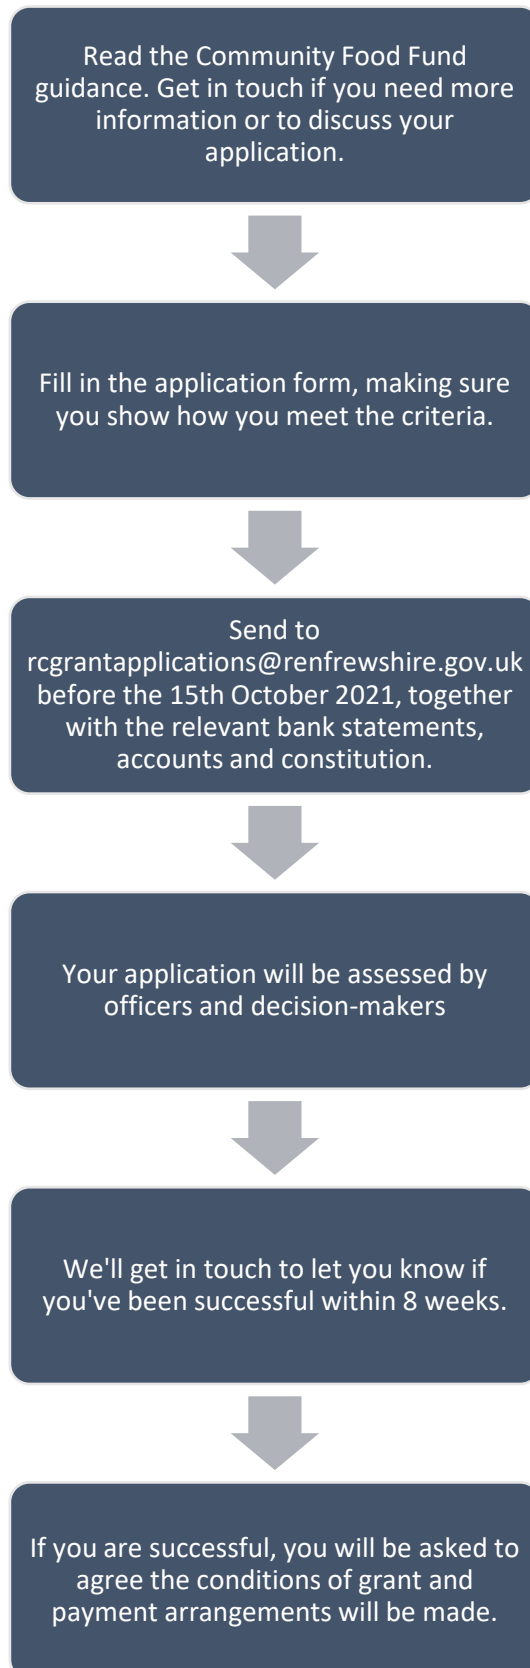 Read the Community Food Fund
guidance. Get in touch if you need more
information or to discuss your
application.
Fill in the application form, making sure
you show how you meet the criteria.
Send to
rcgrantapplications@renfrewshire.gov.uk
before the 15th October 2021, together
with the relevant bank statements,
accounts and constitution.
Your application will be assessed by
officers and decision-makers
We'll get in touch to let you know if
you've been successful within 8 weeks.
If you are successful, you will be asked to
agree the conditions of grant and
payment arrangements will be made.